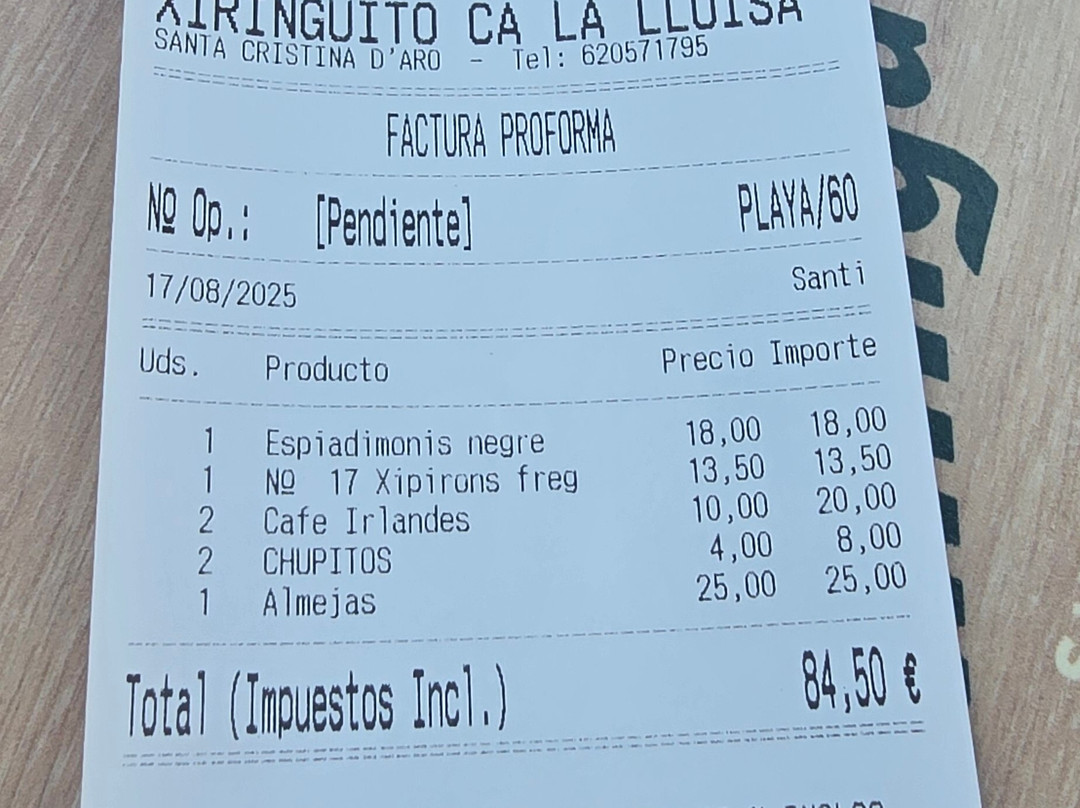 XIRINGUITO CA LA LLUISA
SANTA CRISTINA D'ARO - Tel: 620571795
FACTURA PROFORMA
Nº Op.: [Pendiente] PLAYA/60
17/08/2025 Santi
Uds. Producto Precio Importe
1 Espiadimonis negre 18,00 18,00
1 Nº 17 Xipirons freg 13,50 13,50
2 Cafe Irlandes 10,00 20,00
2 CHUPITOS 4,00 8,00
1 Almejas 25,00 25,00
Total (Impuestos Incl.) 84,50 €